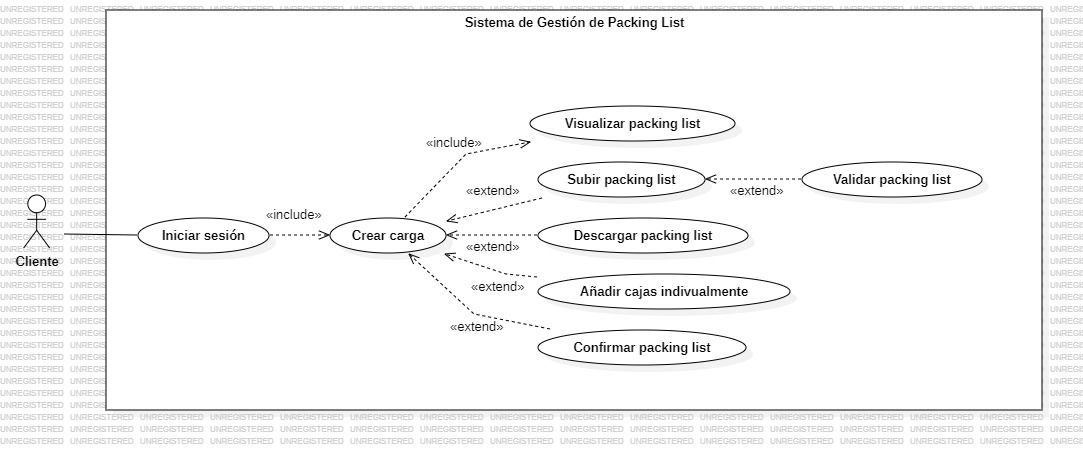 Sistema de Gestión de Packing List
Visualizar packing list
«include»
Subir packing list
«extend»
Validar packing list
«extend»
Cliente
Iniciar sesión
«include»
Crear carga
Descargar packing list
«extend»
Añadir cajas indivualmente
«extend»
Confirmar packing list
«extend»
UNREGISTERED